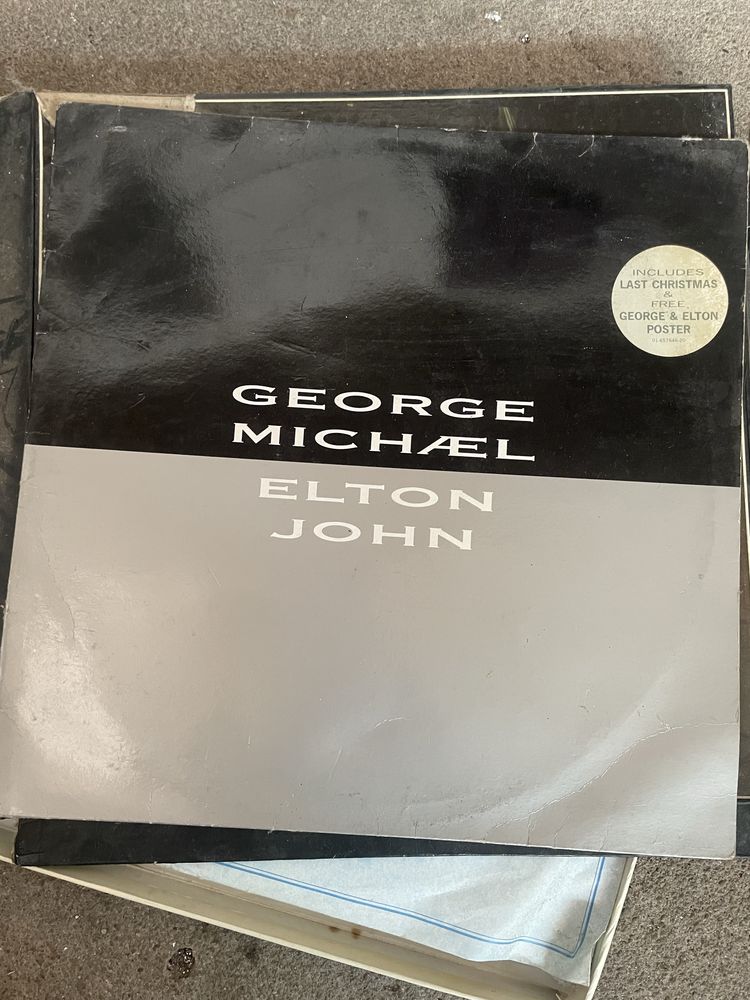 INCLUDES
LAST CHRISTMAS
&
FREE
GEORGE & ELTON
POSTER
GEORGE
MICHÆL
ELTON
JOHN